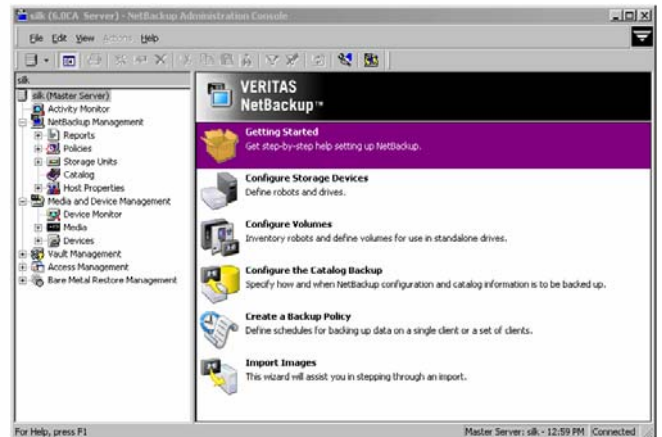 silk (6.0CA Server) - NetBackup Administration Console
File Edit View Actions Help
silk
silk (Master Server)
Activity Monitor
NetBackup Management
Reports
Policies
Storage Units
Catalog
Host Properties
Media and Device Management
Device Monitor
Media
Devices
Vault Management
Access Management
Bare Metal Restore Management
VERITAS
NetBackup™
Getting Started
Get step-by-step help setting up NetBackup.
Configure Storage Devices
Define robots and drives.
Configure Volumes
Inventory robots and define volumes for use in standalone drives.
Configure the Catalog Backup
Specify how and when NetBackup configuration and catalog information is to be backed up.
Create a Backup Policy
Define schedules for backing up data on a single client or a set of clients.
Import Images
This wizard will assist you in stepping through an import.
For Help, press F1
Master Server: silk - 12:59 PM Connected